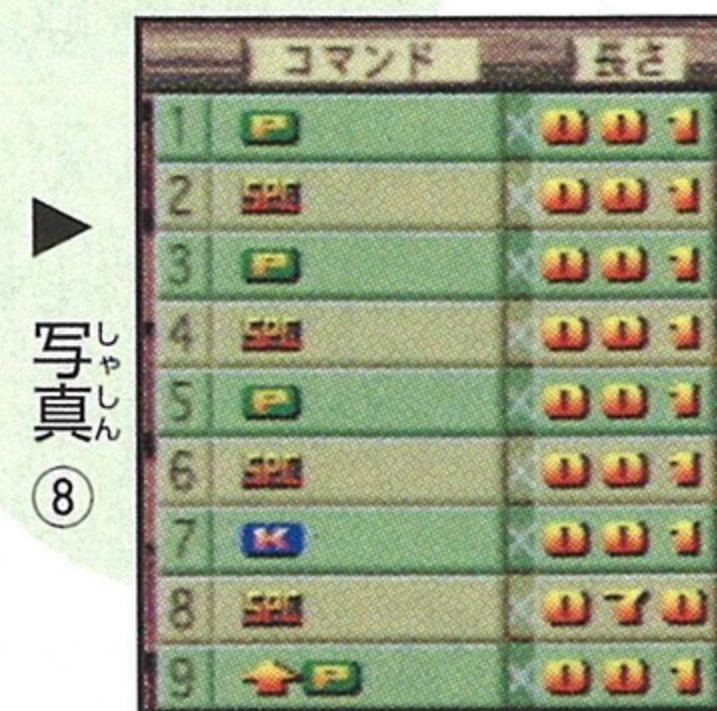 写真⑧
しゃしん
コマンド 長さ
1 P ×001
2 SPC ×001
3 P ×001
4 SPC ×001
5 P ×001
6 SPC ×001
7 K ×001
8 SPC
9 P ×001